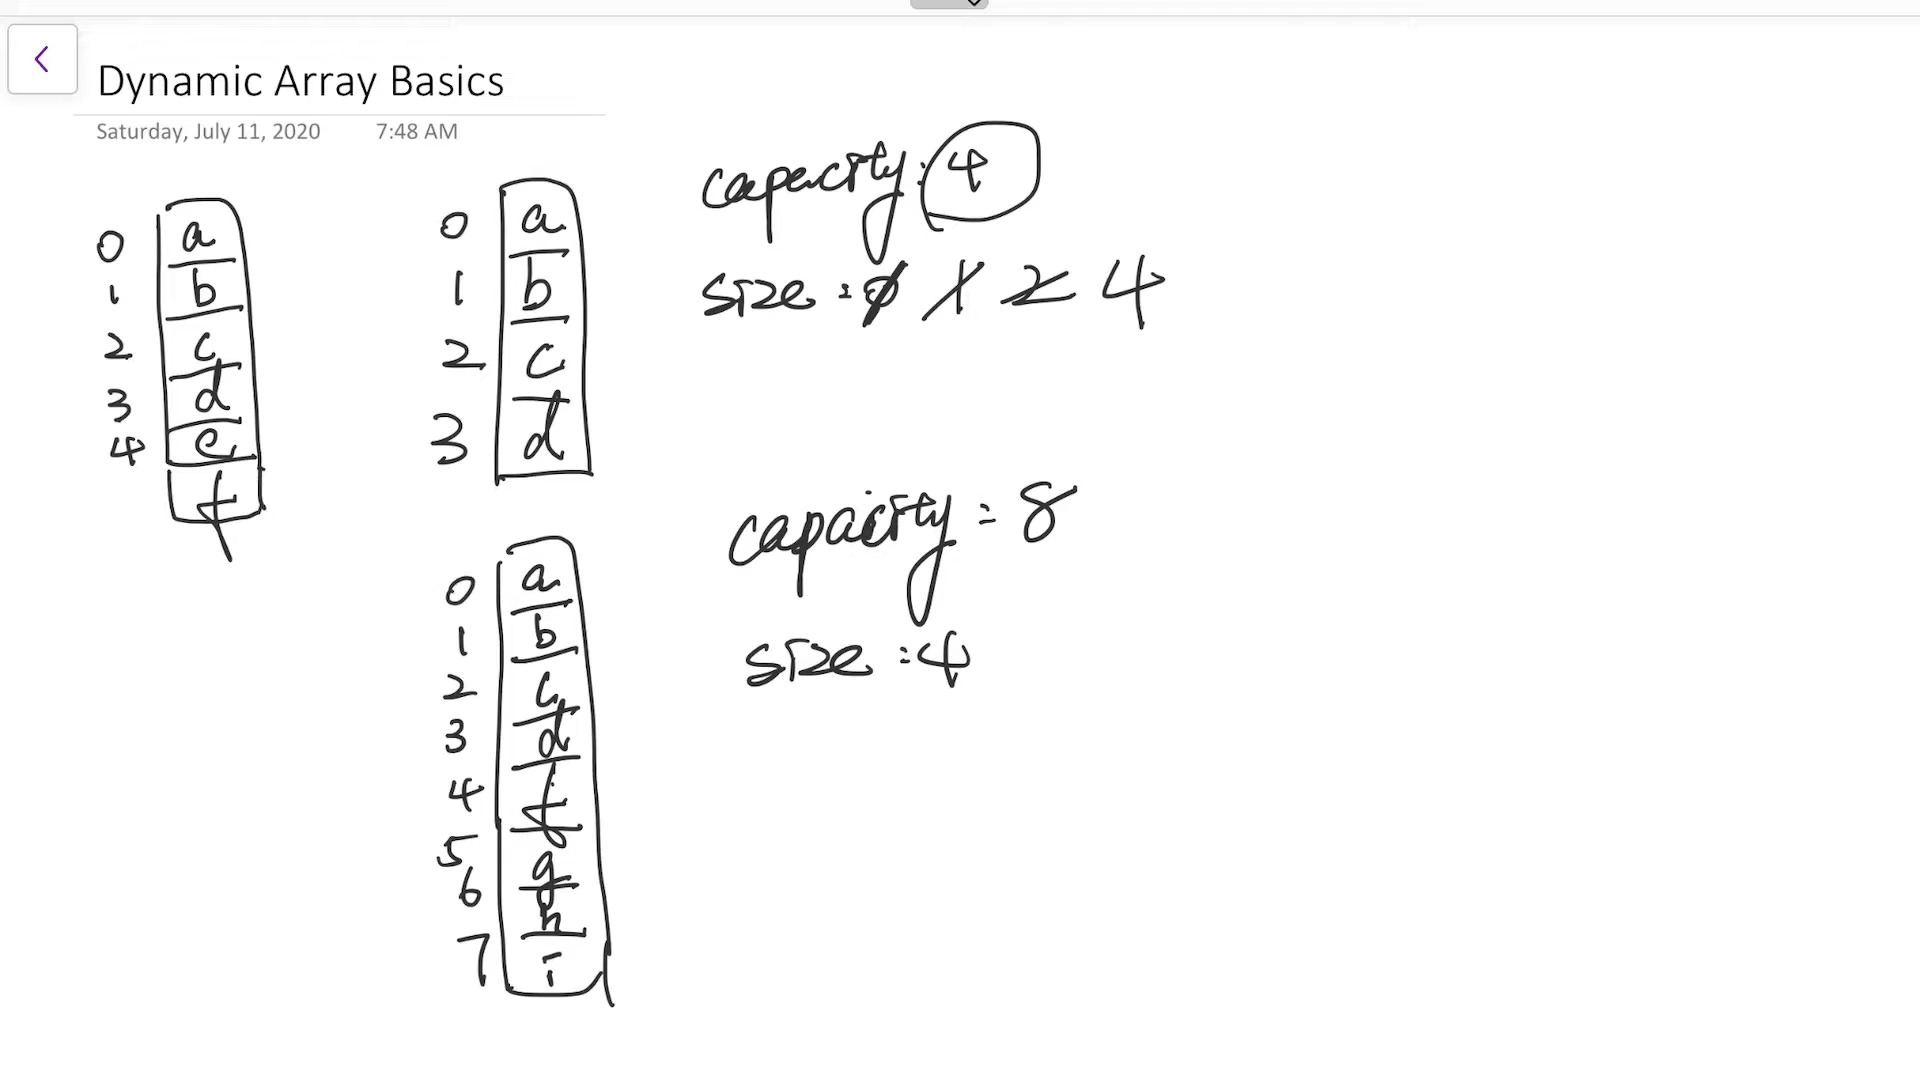 Dynamic Array Basics
Saturday, July 11, 2020 7:48 AM
0 a
1 b
2 c
3 d
4 e
f
0 a
1 b
2 c
3 d
capacity: 4
size: 0 1 2 4
0 a
1 b
2 c
3 d
4 f
5 g
6 h
7 i
capacity = 8
size: 4